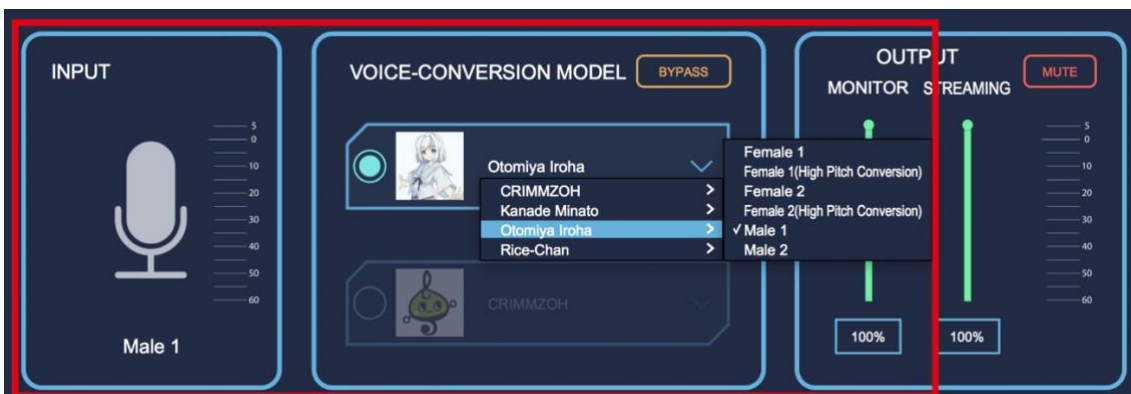 INPUT
5
0
10
20
30
40
50
60
Male 1
VOICE-CONVERSION MODEL
BYPASS
Otomiya Iroha
CRIMMZOH
Kanade Minato
Otomiya Iroha
Rice-Chan
Female 1
Female 1(High Pitch Conversion)
Female 2
Female 2(High Pitch Conversion)
✓Male 1
Male 2
CRIMMZOH
OUTPUT
MUTE
MONITOR
STREAMING
5
0
10
20
30
40
50
60
100%
100%